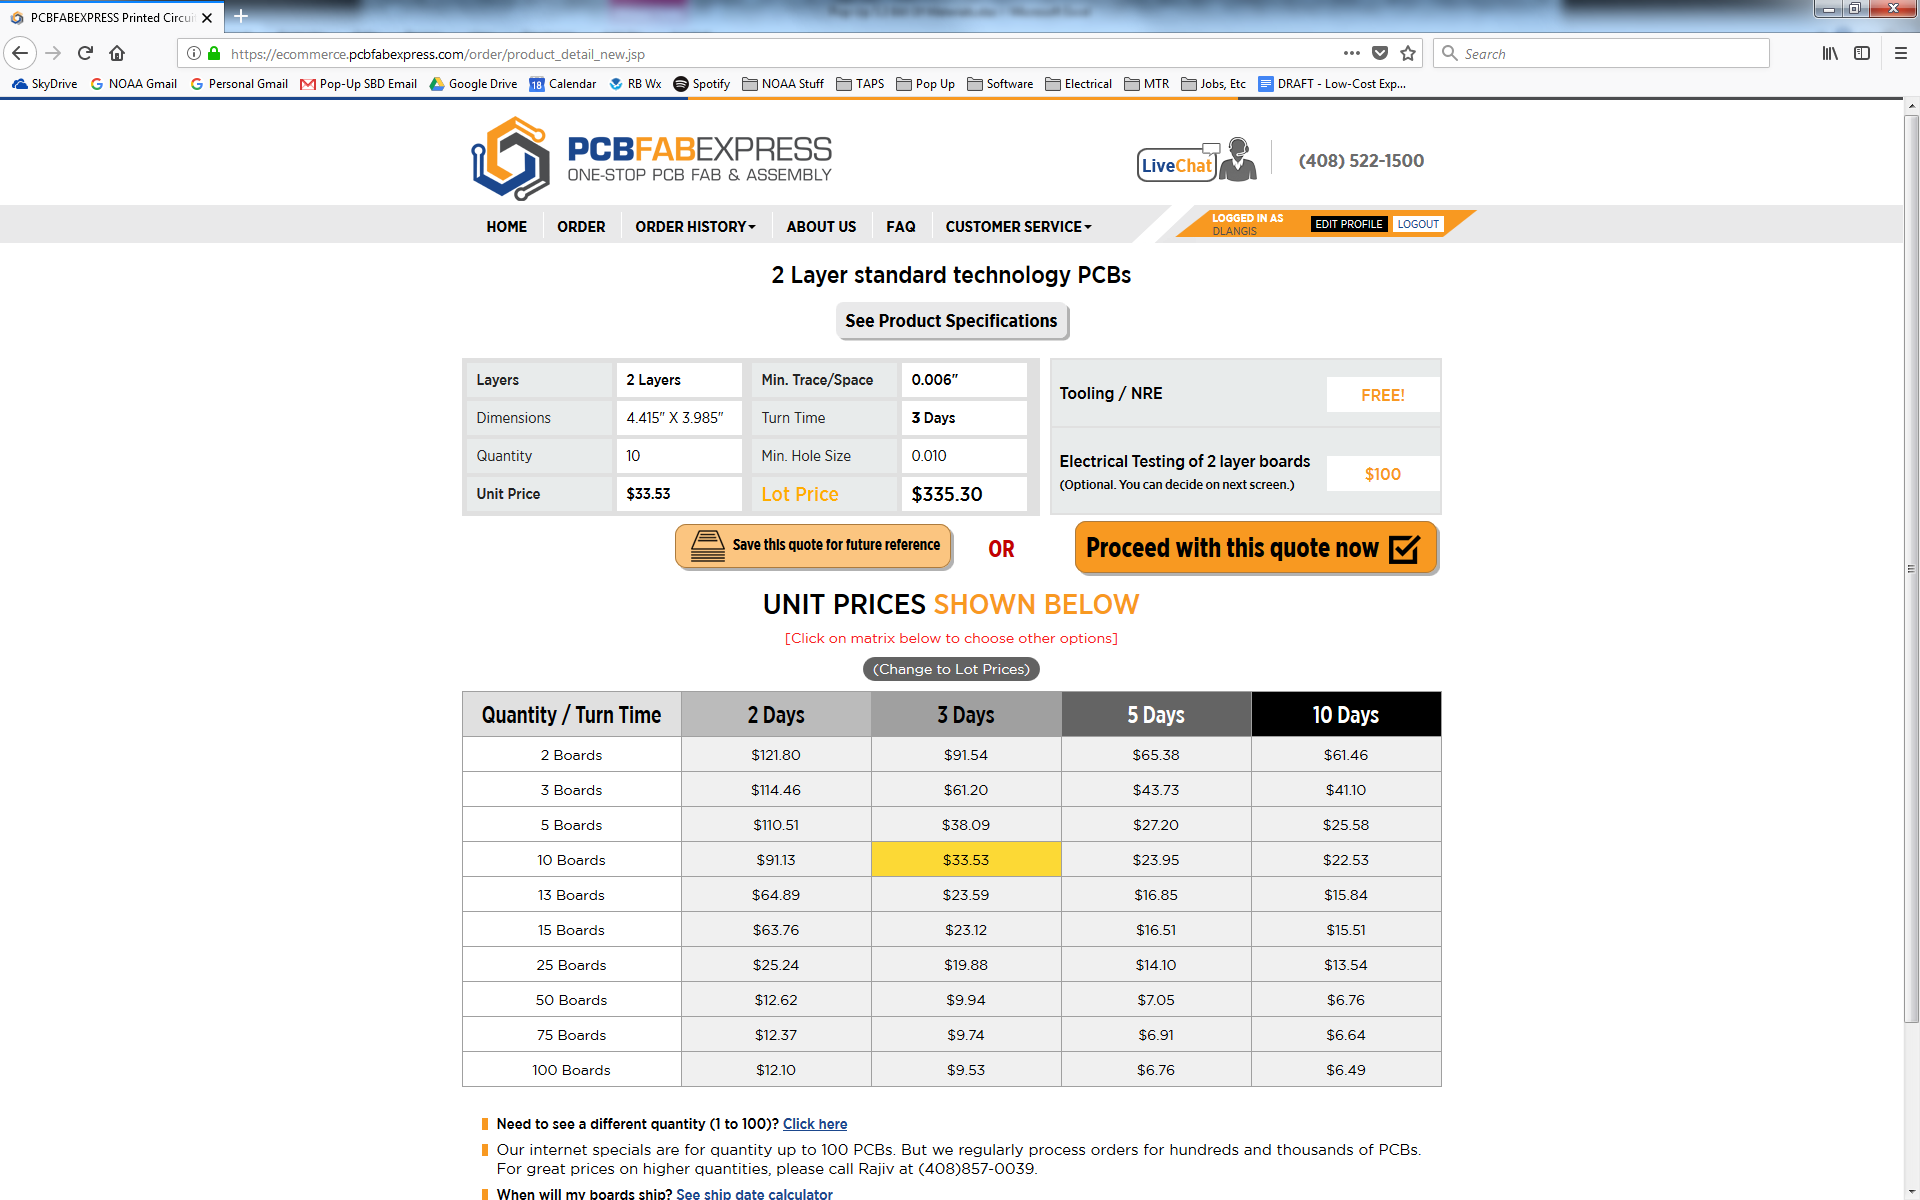 PCBFABEXPRESS Printed Circui
https://ecommerce.pcbfabexpress.com/order/product_detail_new.jsp
Search
SkyDrive NOAA Gmail Personal Gmail Pop-Up SBD Email Google Drive 18 Calendar RB Wx Spotify NOAA Stuff TAPS Pop Up Software Electrical MTR Jobs, Etc DRAFT - Low-Cost Exp...
PCBFABEXPRESS
ONE-STOP PCB FAB & ASSEMBLY
LiveChat
(408) 522-1500
HOME ORDER ORDER HISTORY ABOUT US FAQ CUSTOMER SERVICE
LOGGED IN AS
DLANGIS
EDIT PROFILE LOGOUT
2 Layer standard technology PCBs
See Product Specifications
Layers 2 Layers Min. Trace/Space 0.006"
Dimensions 4.415" X 3.985" Turn Time 3 Days
Quantity 10 Min. Hole Size 0.010
Unit Price $33.53 Lot Price $335.30
Tooling / NRE FREE!
Electrical Testing of 2 layer boards
(Optional. You can decide on next screen.)
$100
Save this quote for future reference OR Proceed with this quote now
UNIT PRICES SHOWN BELOW
[Click on matrix below to choose other options]
(Change to Lot Prices)
Quantity / Turn Time 2 Days 3 Days 5 Days 10 Days
2 Boards $121.80 $91.54 $65.38 $61.46
3 Boards $114.46 $61.20 $43.73 $41.10
5 Boards $110.51 $38.09 $27.20 $25.58
10 Boards $91.13 $33.53 $23.95 $22.53
13 Boards $64.89 $23.59 $16.85 $15.84
15 Boards $63.76 $23.12 $16.51 $15.51
25 Boards $25.24 $19.88 $14.10 $13.54
50 Boards $12.62 $9.94 $7.05 $6.76
75 Boards $12.37 $9.74 $6.91 $6.64
100 Boards $12.10 $9.53 $6.76 $6.49
Need to see a different quantity (1 to 100)? Click here
Our internet specials are for quantity up to 100 PCBs. But we regularly process orders for hundreds and thousands of PCBs.
For great prices on higher quantities, please call Rajiv at (408)857-0039.
When will my boards ship? See ship date calculator